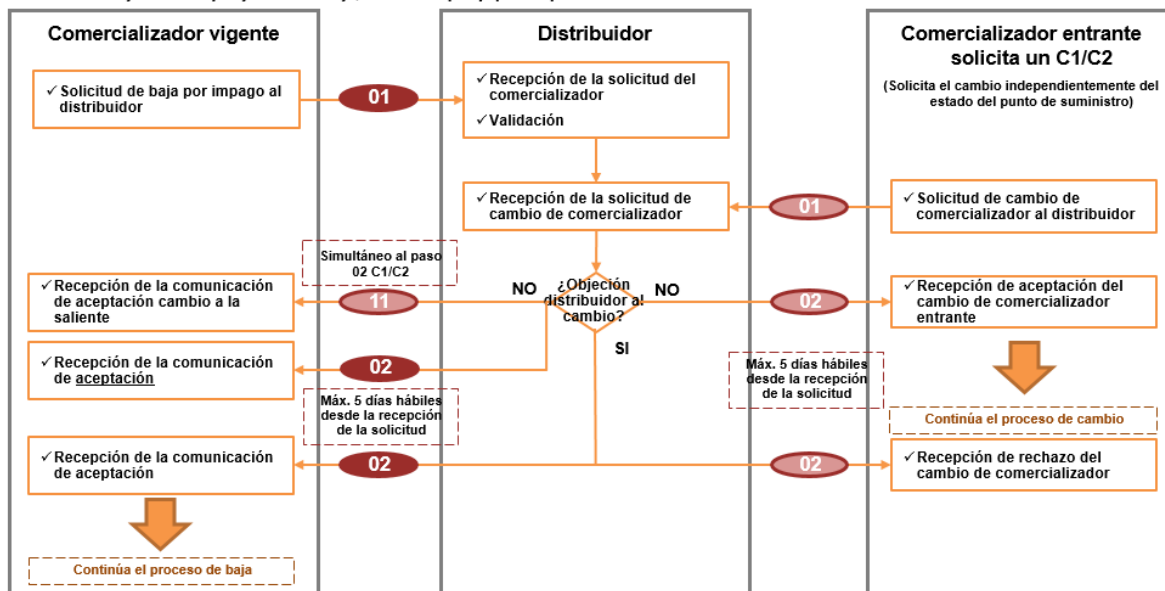 Comercializador vigente
Distribuidor
Comercializador entrante
solicita un C1/C2
(Solicita el cambio independientemente del
estado del punto de suministro)
✓ Solicitud de baja por impago al
distribuidor
01
✓ Recepción de la solicitud del
comercializador
✓ Validación
✓ Recepción de la solicitud de
cambio de comercializador
01
✓ Solicitud de cambio de
comercializador al distribuidor
Simultáneo al paso
02 C1/C2
✓ Recepción de la comunicación
de aceptación cambio a la
saliente
11
NO
¿Objeción
distribuidor al
cambio?
NO
02
✓ Recepción de aceptación del
cambio de comercializador
entrante
SI
✓ Recepción de la comunicación
de aceptación
02
Máx. 5 días hábiles
desde la recepción
de la solicitud
Máx. 5 días hábiles
desde la recepción
de la solicitud
Continúa el proceso de cambio
✓ Recepción de la comunicación
de aceptación
02
02
✓ Recepción de rechazo del
cambio de comercializador
Continúa el proceso de baja